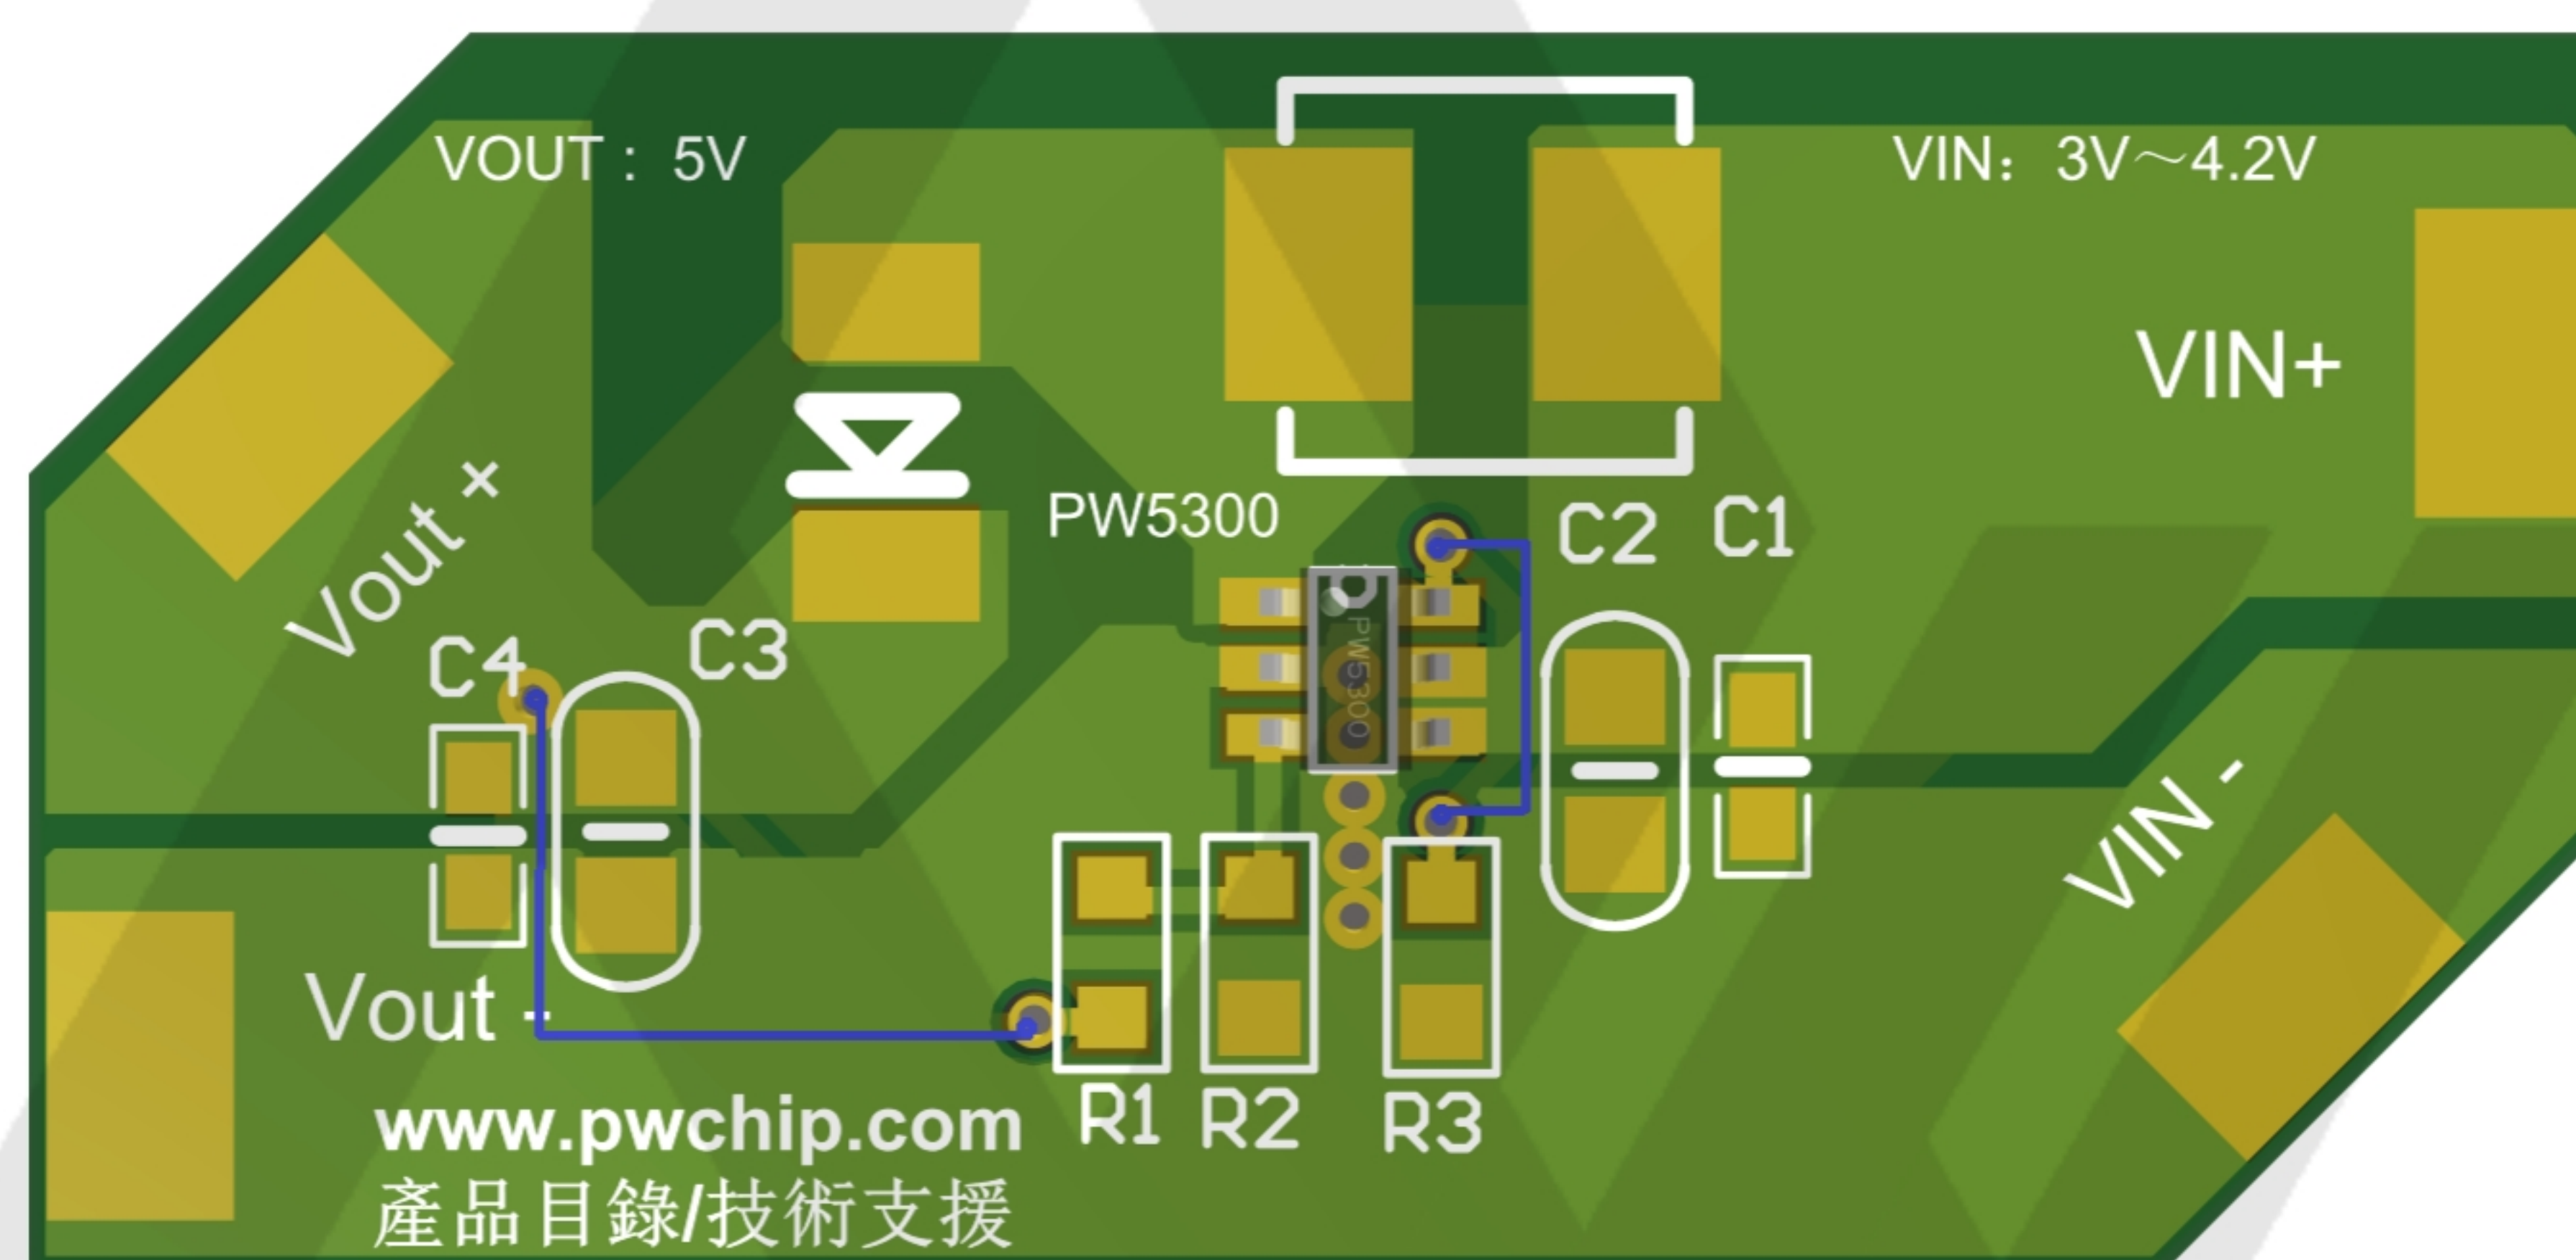 VOUT : 5V
VIN: 3V～4.2V
VIN+
Vout +
PW5300
C2
C1
C4
C3
PW5300
VIN -
Vout -
R1
R2
R3
www.pwchip.com
產品目錄/技術支援